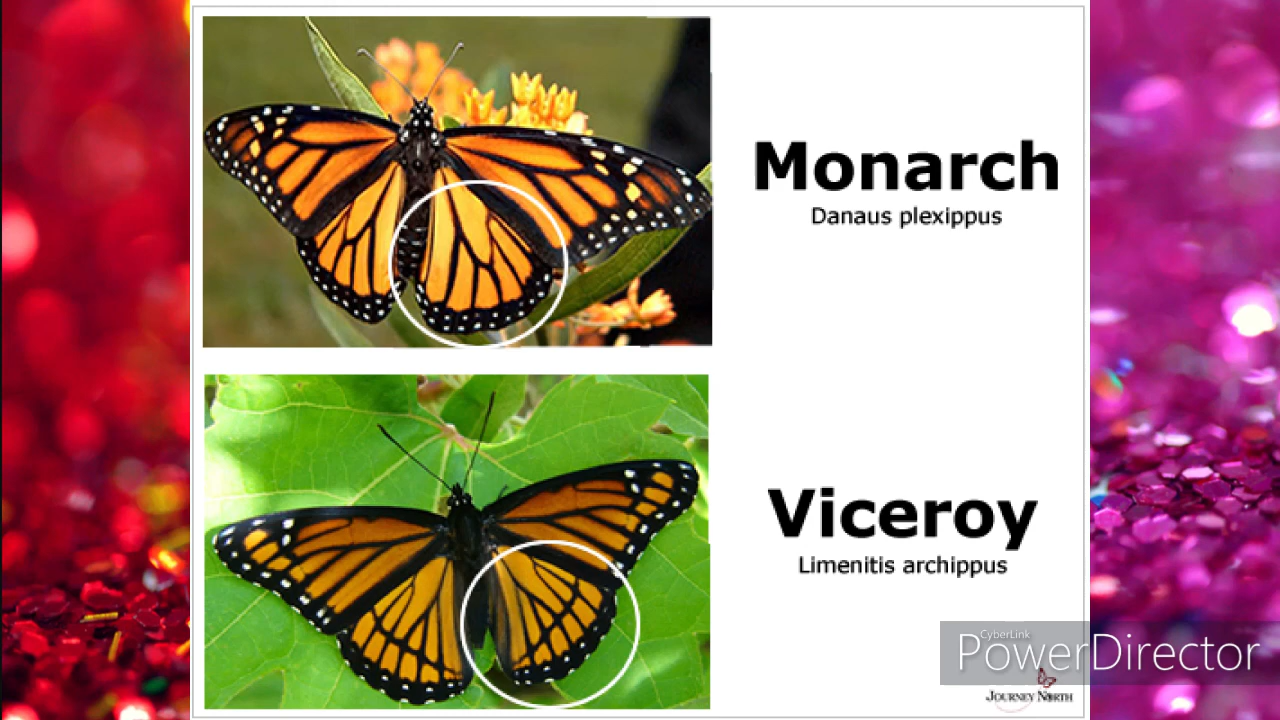 Monarch
Danaus plexippus
Viceroy
Limenitis archippus
CyberLink
PowerDirector
JOURNEY NORTH